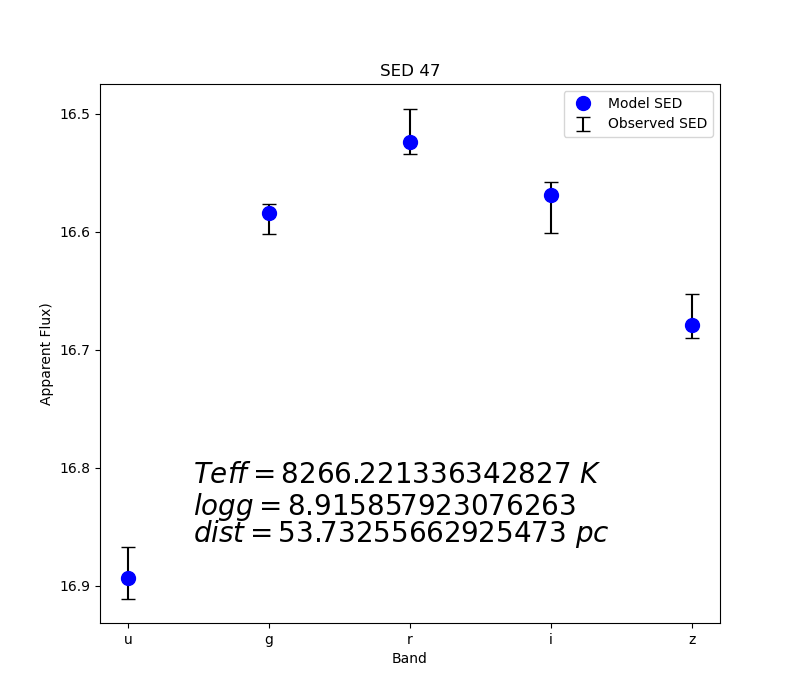 SED 47
Model SED
Observed SED
16.5
16.6
16.7
16.8
16.9
Apparent Flux)
Teff = 8266.221336342827 K
logg = 8.915857923076263
dist = 53.73255662925473 pc
u g r i z
Band